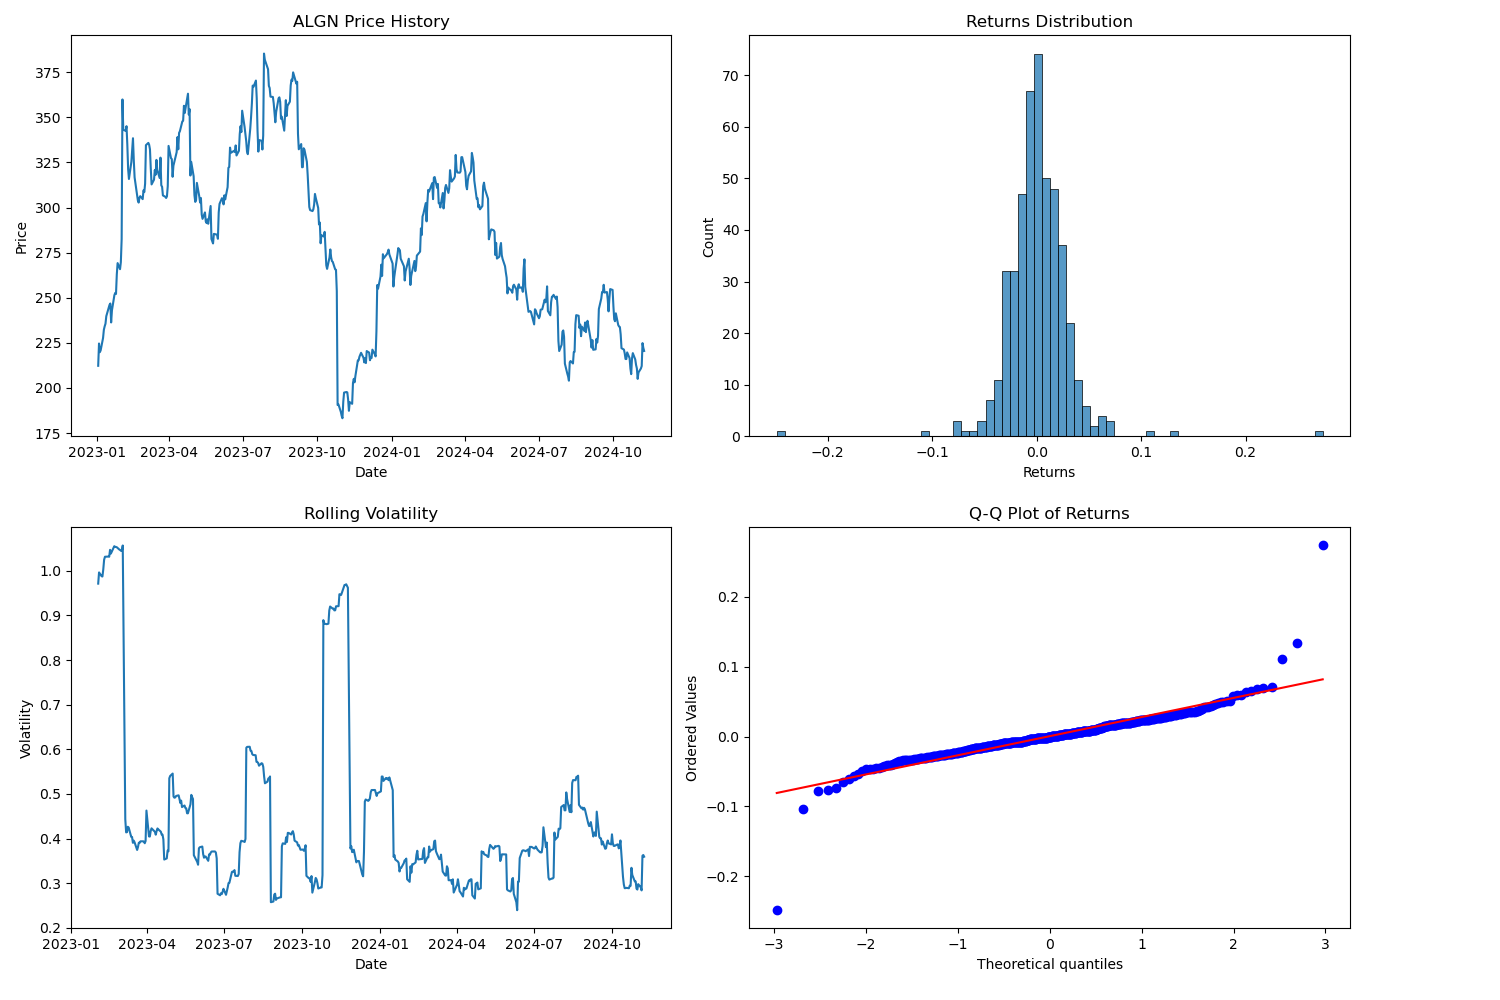 ALGN Price History
375
350
325
300
275
250
225
200
175
Price
2023-01 2023-04 2023-07 2023-10 2024-01 2024-04 2024-07 2024-10
Date
Returns Distribution
70
60
50
40
30
20
10
0
Count
−0.2 −0.1 0.0 0.1 0.2
Returns
Rolling Volatility
1.0
0.9
0.8
0.7
0.6
0.5
0.4
0.3
0.2
Volatility
2023-01 2023-04 2023-07 2023-10 2024-01 2024-04 2024-07 2024-10
Date
Q-Q Plot of Returns
0.2
0.1
0.0
−0.1
−0.2
Ordered Values
−3 −2 −1 0 1 2 3
Theoretical quantiles